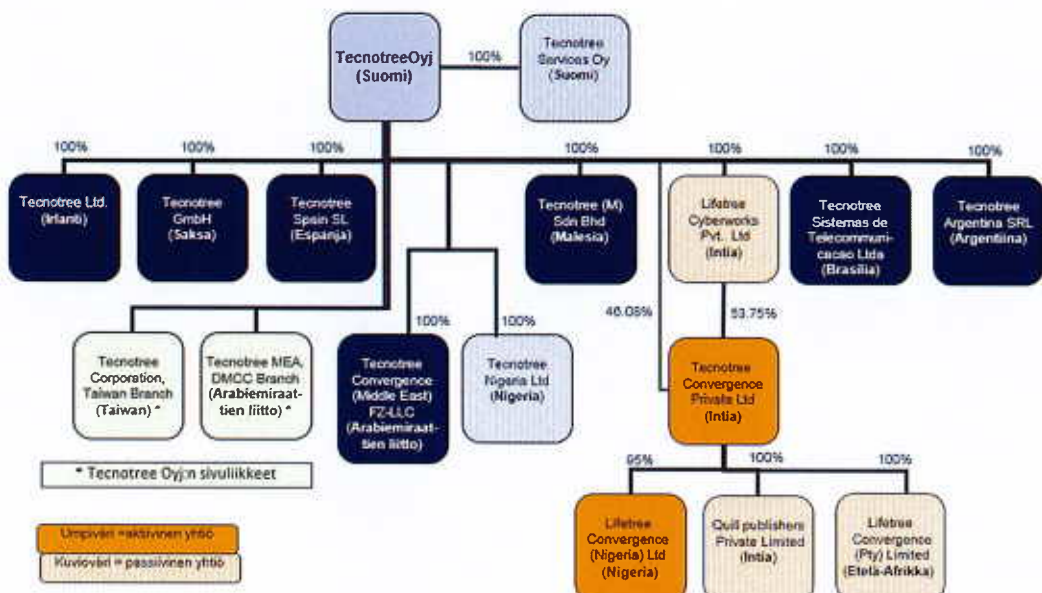 TecnotreeOyj
(Suomi)
100%
Tecnotree
Services Oy
(Suomi)
100%
100%
100%
100%
100%
100%
100%
Tecnotree Ltd.
(Irlanti)
Tecnotree
GmbH
(Saksa)
Tecnotree
Spain SL
(Espanja)
Tecnotree (M)
Sdn Bhd
(Malesia)
Lifetree
Cyberworks
Pvt. Ltd
(Intia)
Tecnotree
Sistemas de
Telecommuni-
cacao Ltda
(Brasilia)
Tecnotree
Argentina SRL
(Argentiina)
100%
100%
46.08%
53.75%
Tecnotree
Corporation,
Taiwan Branch
(Taiwan) *
Tecnotree MEA,
DMCC Branch
(Arabiemiraat-
tien liitto) *
Tecnotree
Convergence
(Middle East)
FZ-LLC
(Arabiemiraat-
tien liitto)
Tecnotree
Nigeria Ltd
(Nigeria)
Tecnotree
Convergence
Private Ltd
(Intia)
* Tecnotree Oyj:n sivuliikkeet
95%
100%
100%
Lifetree
Convergence
(Nigeria) Ltd
(Nigeria)
Quill publishers
Private Limited
(Intia)
Lifetree
Convergence
(Pty) Limited
(Etelä-Afrikka)
Umpiväri =aktiivinen yhtiö
Kuvioväri = passiivinen yhtiö